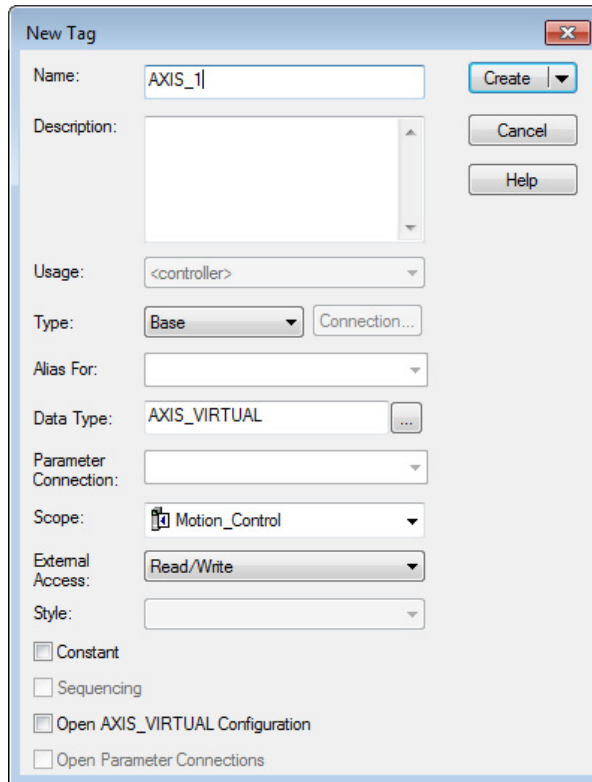 New Tag
Name: AXIS_1 Create
Description: Cancel
Help
Usage: <controller>
Type: Base Connection...
Alias For:
Data Type: AXIS_VIRTUAL ...
Parameter
Connection:
Scope: Motion_Control
External
Access: Read/Write
Style:
Constant
Sequencing
Open AXIS_VIRTUAL Configuration
Open Parameter Connections